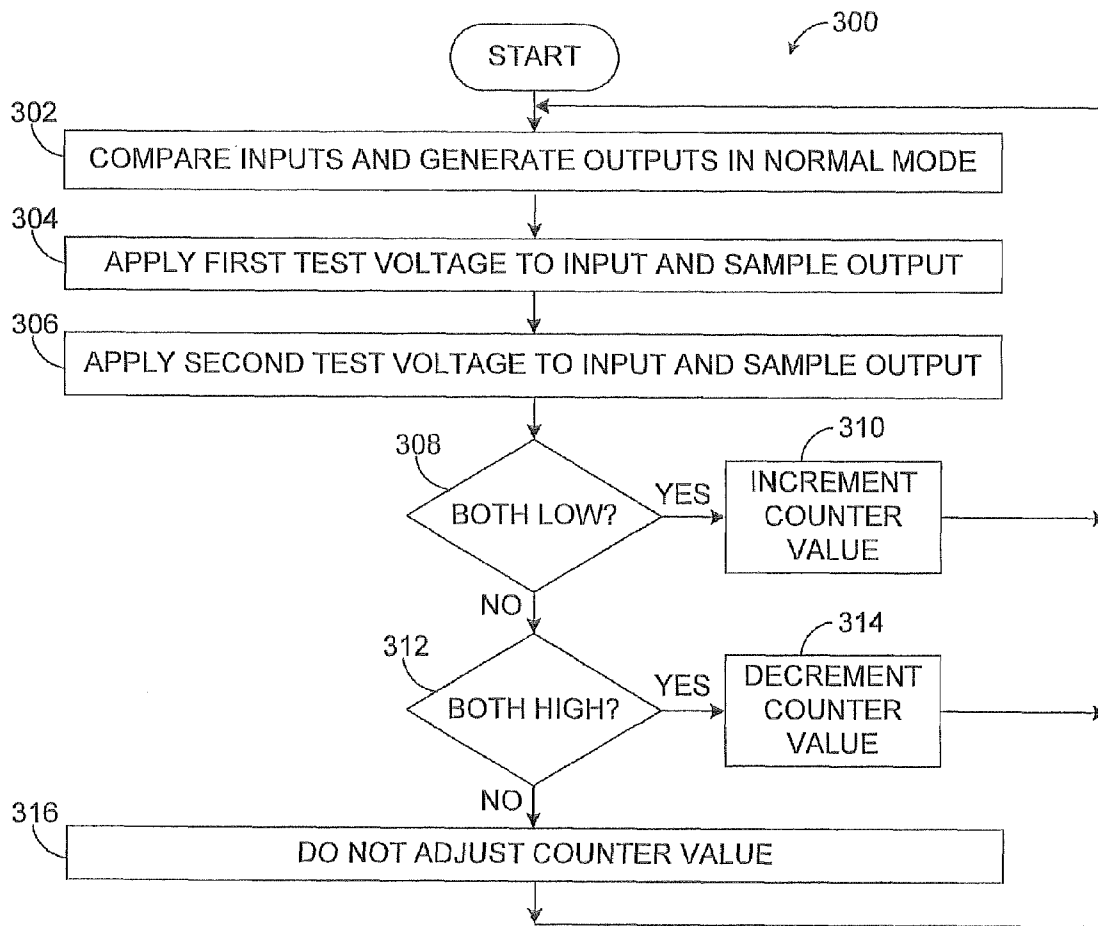 300
START
302
COMPARE INPUTS AND GENERATE OUTPUTS IN NORMAL MODE
304
APPLY FIRST TEST VOLTAGE TO INPUT AND SAMPLE OUTPUT
306
APPLY SECOND TEST VOLTAGE TO INPUT AND SAMPLE OUTPUT
308
BOTH LOW?
YES
310
INCREMENT
COUNTER
VALUE
NO
312
BOTH HIGH?
YES
314
DECREMENT
COUNTER
VALUE
NO
316
DO NOT ADJUST COUNTER VALUE